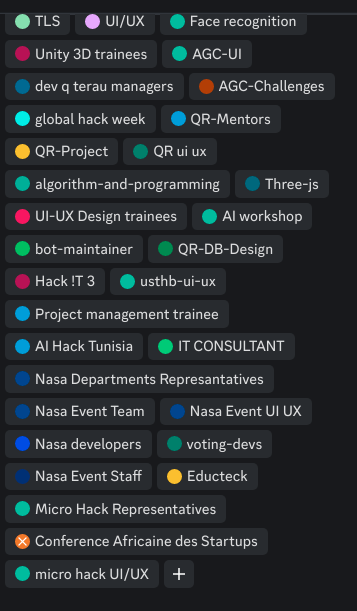 TLS UI/UX Face recognition
Unity 3D trainees AGC-UI
dev q terau managers AGC-Challenges
global hack week QR-Mentors
QR-Project QR ui ux
algorithm-and-programming Three-js
UI-UX Design trainees AI workshop
bot-maintainer QR-DB-Design
Hack !T 3 usthb-ui-ux
Project management trainee
AI Hack Tunisia IT CONSULTANT
Nasa Departments Represantatives
Nasa Event Team Nasa Event UI UX
Nasa developers voting-devs
Nasa Event Staff Educteck
Micro Hack Representatives
Conference Africaine des Startups
micro hack UI/UX +